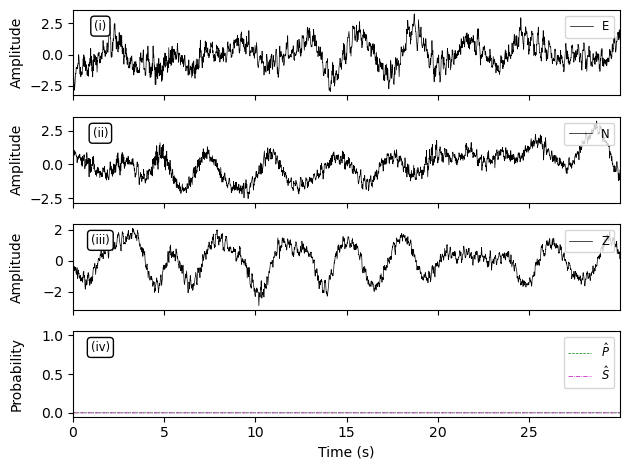 (i)
E
Amplitude
2.5
0.0
−2.5
(ii)
N
Amplitude
2.5
0.0
−2.5
(iii)
Z
Amplitude
2
0
−2
(iv)
P̂
Ŝ
Probability
1.0
0.5
0.0
0 5 10 15 20 25
Time (s)